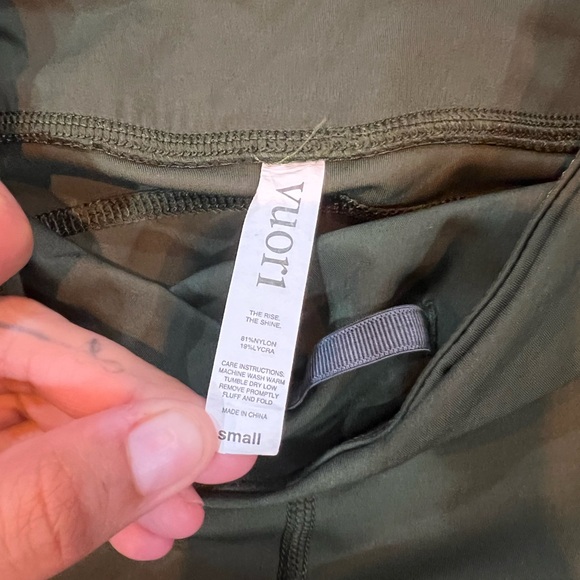 vuori
THE RISE.
THE SHINE.
81%NYLON
19%LYCRA
CARE INSTRUCTIONS:
MACHINE WASH WARM
TUMBLE DRY LOW
REMOVE PROMPTLY
FLUFF AND FOLD
MADE IN CHINA
small